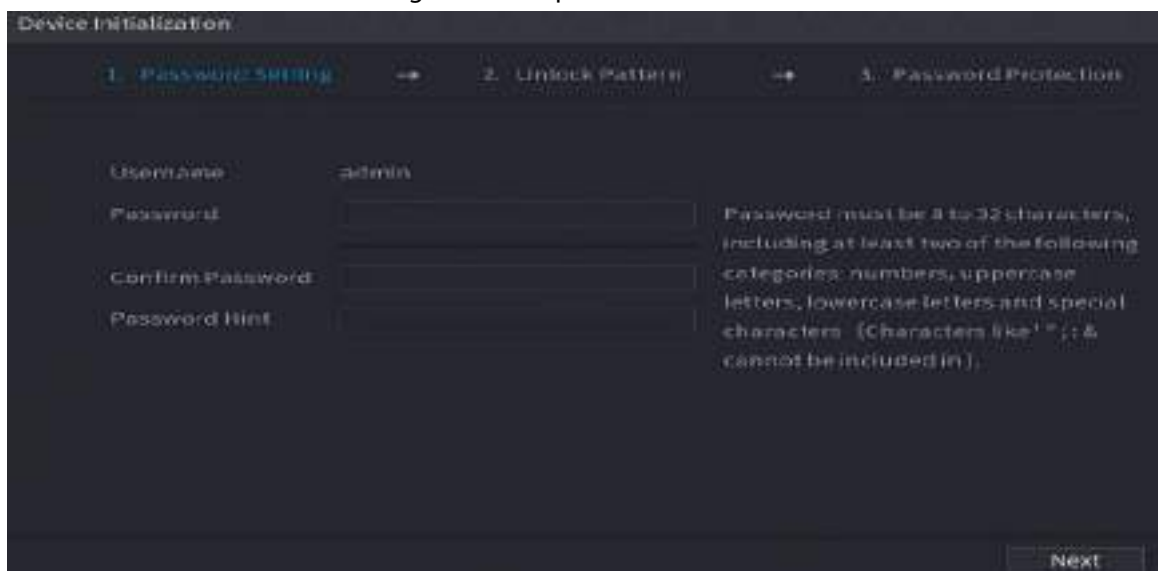 Device Initialization
1. Password Setting → 2. Unlock Pattern → 3. Password Protection
Username admin
Password
Password must be 8 to 32 characters,
including at least two of the following
categories: numbers, uppercase
letters, lowercase letters and special
characters (Characters like ' " ; : &
cannot be included in ).
Confirm Password
Password Hint
Next